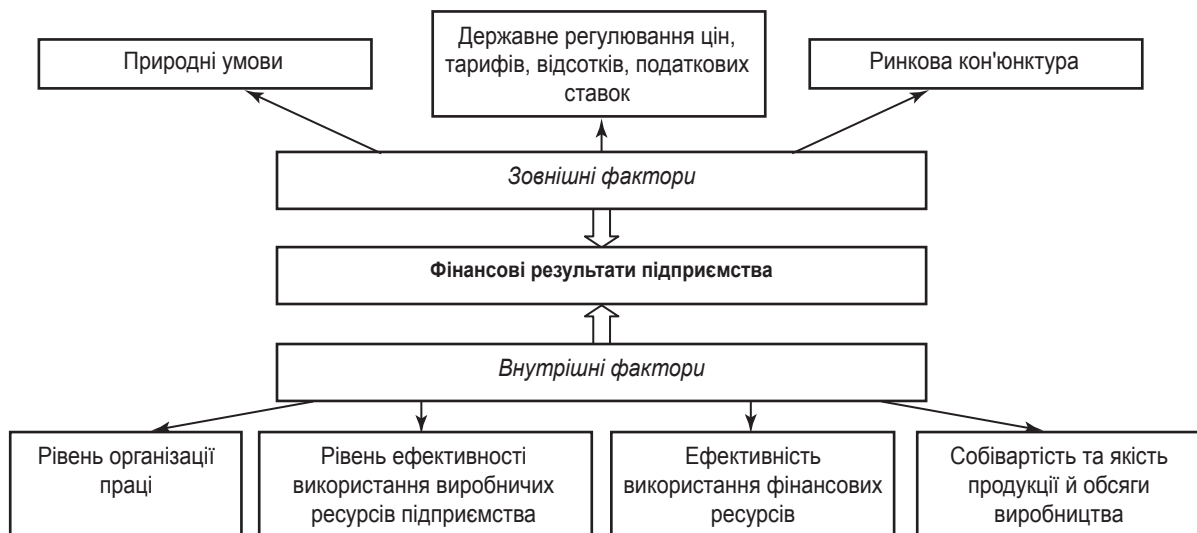 Природні умови
Державне регулювання цін,
тарифів, відсотків, податкових
ставок
Ринкова кон'юнктура
Зовнішні фактори
Фінансові результати підприємства
Внутрішні фактори
Рівень організації
праці
Рівень ефективності
використання виробничих
ресурсів підприємства
Ефективність
використання фінансових
ресурсів
Собівартість та якість
продукції й обсяги
виробництва